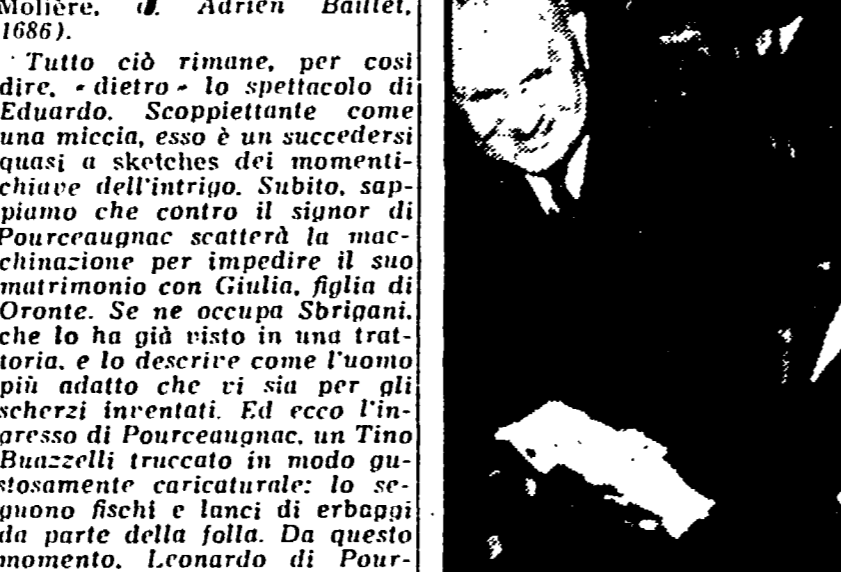 Molière, d. Adrien Baillet,
1686).
Tutto ciò rimane, per così
dire, « dietro » lo spettacolo di
Eduardo. Scoppiettante come
una miccia, esso è un succedersi
quasi a sketches dei momenti-
chiave dell'intrigo. Subito, sap-
piamo che contro il signor di
Pourceaugnac scatterà la mac-
chinazione per impedire il suo
matrimonio con Giulia, figlia di
Oronte. Se ne occupa Sbrigani,
che lo ha già visto in una trat-
toria, e lo descrive come l'uomo
più adatto che vi sia per gli
scherzi inventati. Ed ecco l'in-
gresso di Pourceaugnac, un Tino
Buazzelli truccato in modo gu-
stosamente caricaturale: lo se-
guono fischi e lanci di erbaggi
da parte della folla. Da questo
momento, Leonardo di Pour-